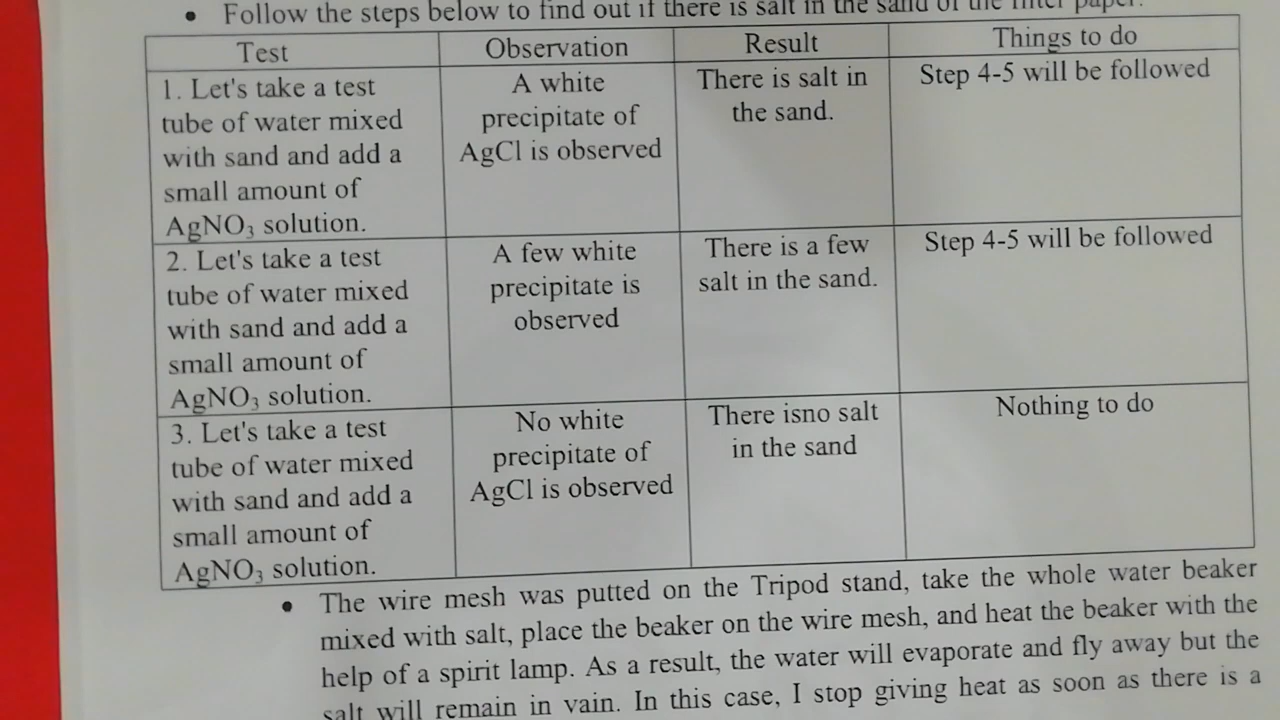 • Follow the steps below to find out if there is salt in the sand of the filter paper.
Test Observation Result Things to do
1. Let's take a test
tube of water mixed
with sand and add a
small amount of
AgNO₃ solution.
A white
precipitate of
AgCl is observed
There is salt in
the sand.
Step 4-5 will be followed
2. Let's take a test
tube of water mixed
with sand and add a
small amount of
AgNO₃ solution.
A few white
precipitate is
observed
There is a few
salt in the sand.
Step 4-5 will be followed
3. Let's take a test
tube of water mixed
with sand and add a
small amount of
AgNO₃ solution.
No white
precipitate of
AgCl is observed
There isno salt
in the sand
Nothing to do
• The wire mesh was putted on the Tripod stand, take the whole water beaker
mixed with salt, place the beaker on the wire mesh, and heat the beaker with the
help of a spirit lamp. As a result, the water will evaporate and fly away but the
salt will remain in vain. In this case, I stop giving heat as soon as there is a